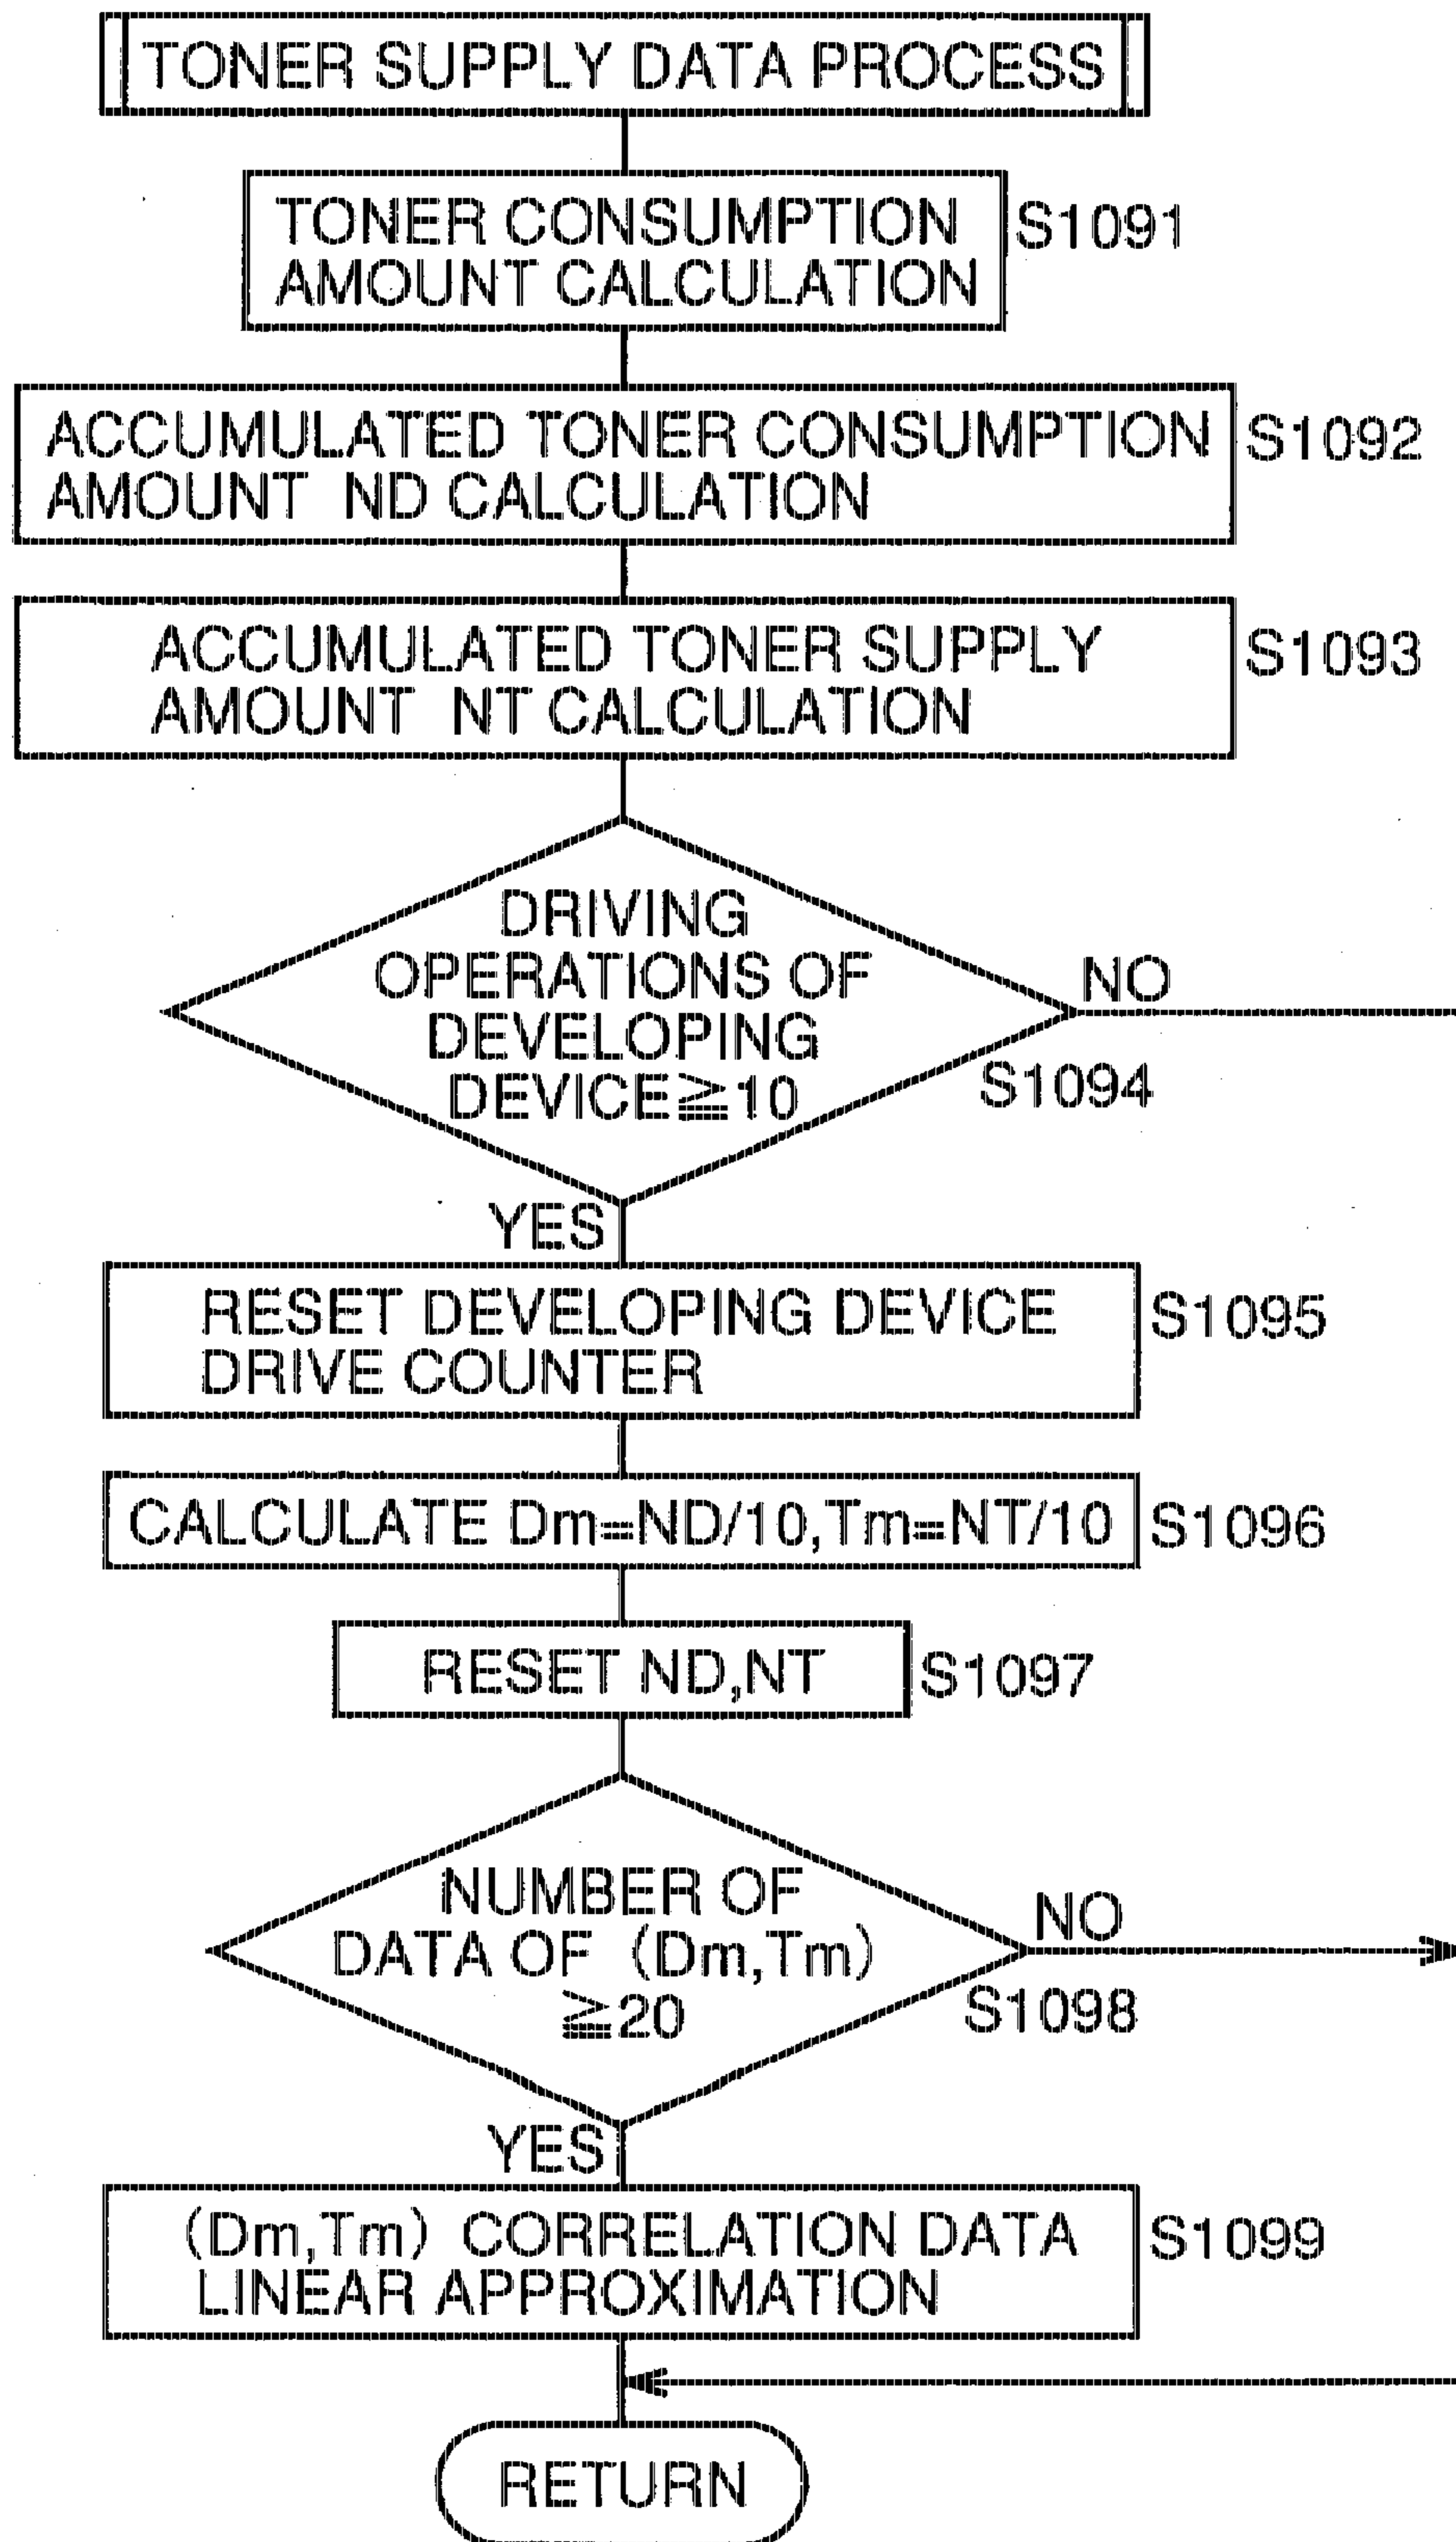 TONER SUPPLY DATA PROCESS
TONER CONSUMPTION
AMOUNT CALCULATION
S1091
ACCUMULATED TONER CONSUMPTION
AMOUNT ND CALCULATION
S1092
ACCUMULATED TONER SUPPLY
AMOUNT NT CALCULATION
S1093
DRIVING
OPERATIONS OF
DEVELOPING
DEVICE≧10
NO
S1094
YES
RESET DEVELOPING DEVICE
DRIVE COUNTER
S1095
CALCULATE Dm=ND/10,Tm=NT/10
S1096
RESET ND,NT
S1097
NUMBER OF
DATA OF (Dm,Tm)
≧20
NO
S1098
YES
(Dm,Tm) CORRELATION DATA
LINEAR APPROXIMATION
S1099
RETURN